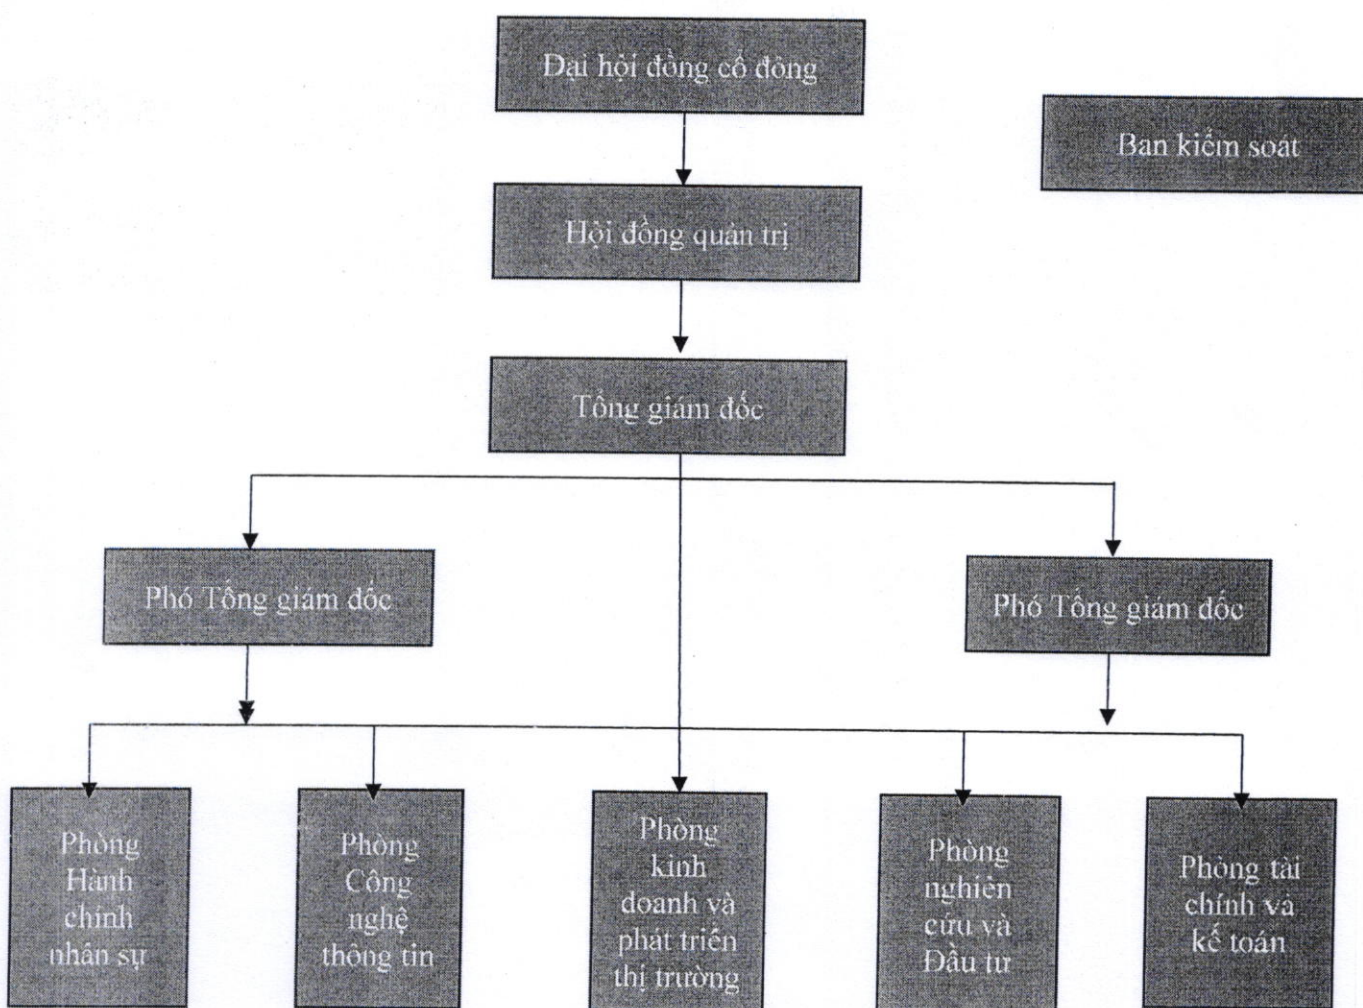 Đại hội đồng cổ đông
Ban kiểm soát
Hội đồng quản trị
Tổng giám đốc
Phó Tổng giám đốc
Phó Tổng giám đốc
Phòng
Hành
chính
nhân sự
Phòng
Công
nghệ
thông tin
Phòng
kinh
doanh và
phát triển
thị trường
Phòng
nghiên
cứu và
Đầu tư
Phòng tài
chính và
kế toán